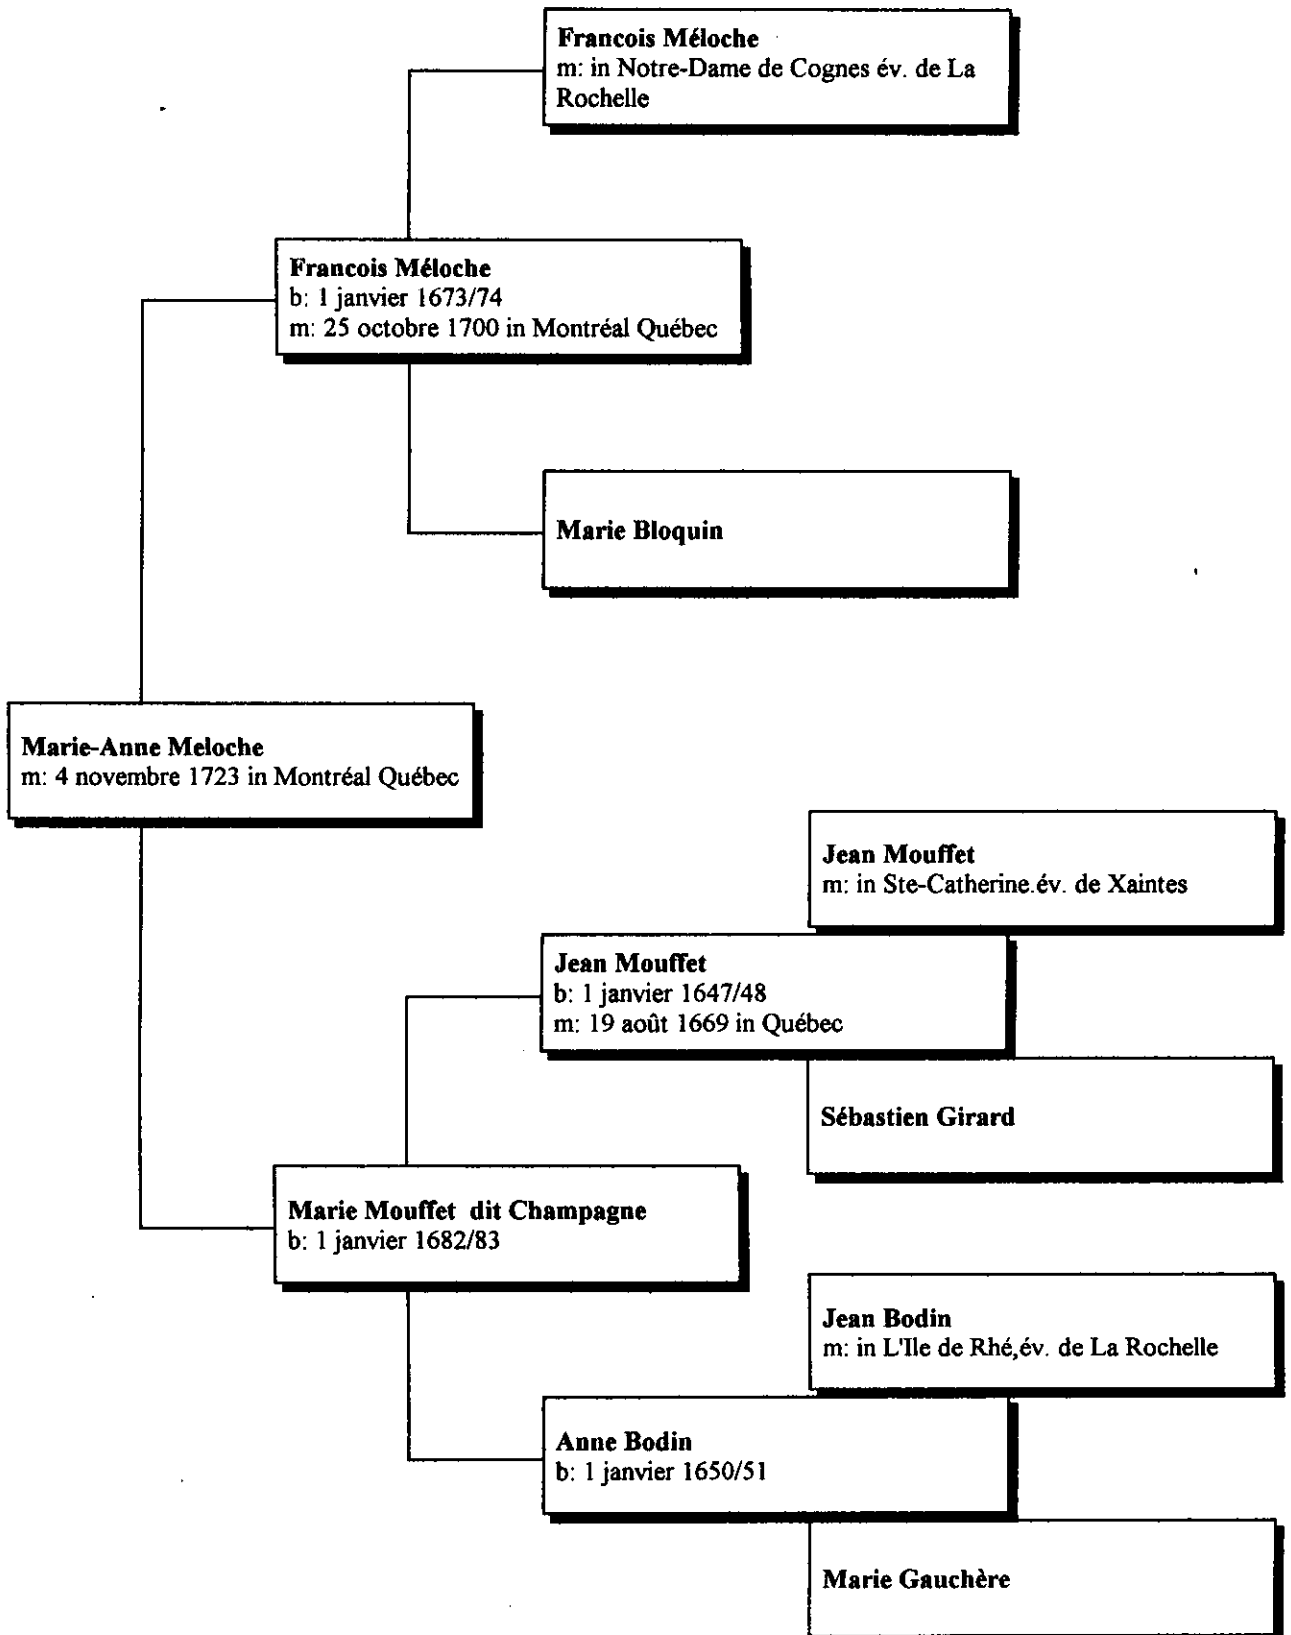 Francois Méloche
m: in Notre-Dame de Cognes év. de La
Rochelle
Francois Méloche
b: 1 janvier 1673/74
m: 25 octobre 1700 in Montréal Québec
Marie Bloquin
Marie-Anne Meloche
m: 4 novembre 1723 in Montréal Québec
Jean Mouffet
m: in Ste-Catherine.év. de Xaintes
Jean Mouffet
b: 1 janvier 1647/48
m: 19 août 1669 in Québec
Sébastien Girard
Marie Mouffet  dit Champagne
b: 1 janvier 1682/83
Jean Bodin
m: in L'Ile de Rhé,év. de La Rochelle
Anne Bodin
b: 1 janvier 1650/51
Marie Gauchère